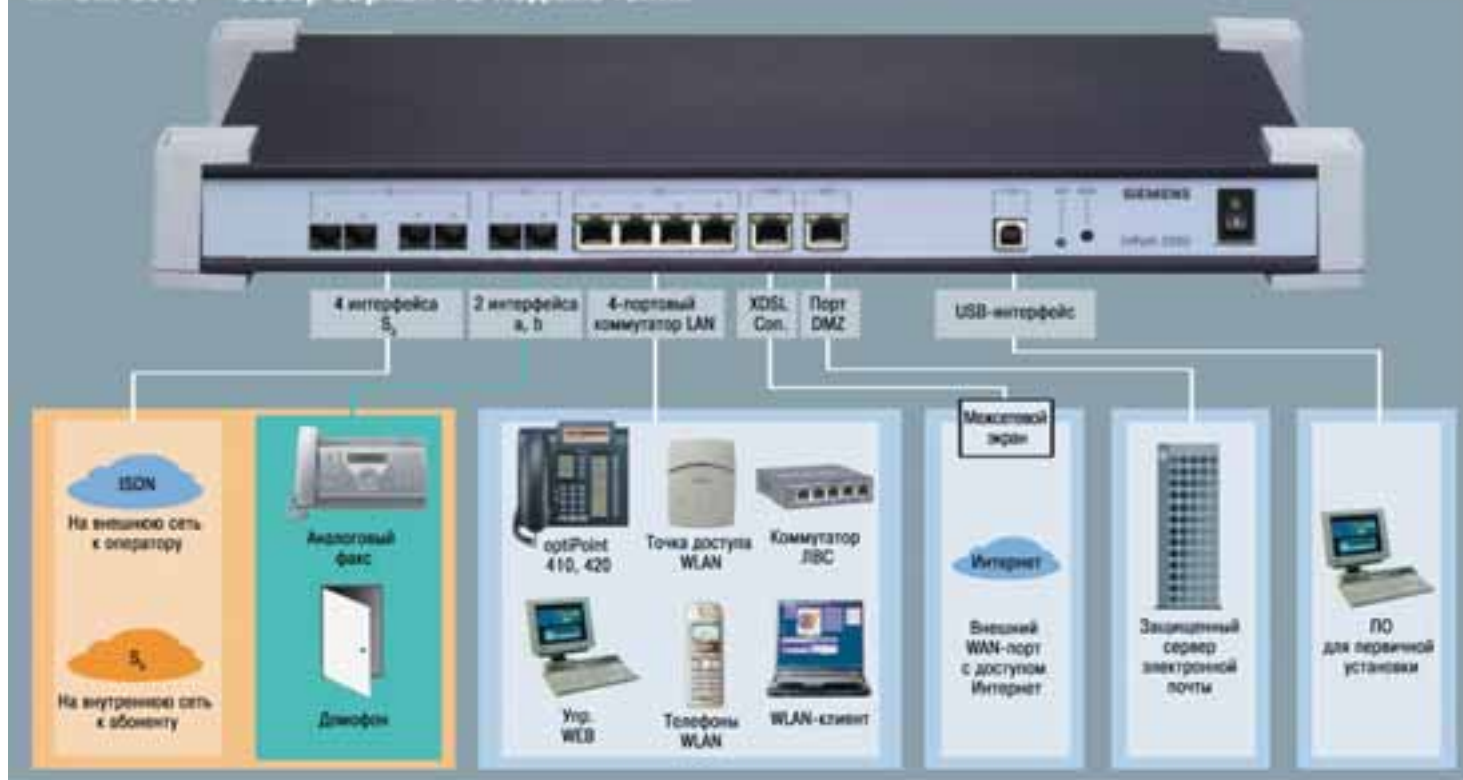 SIEMENS
4 интерфейса
S₀
2 интерфейса
a, b
4-портовый
коммутатор LAN
XDSL
Con.
Порт
DMZ
USB-интерфейс
ISDN
На внешнюю сеть
к оператору
S₀
На внутреннюю сеть
к абоненту
Аналоговый
факс
Домофон
optiPoint
410, 420
Точка доступа
WLAN
Коммутатор
ЛВС
Упр.
WEB
Телефоны
WLAN
WLAN-клиент
Межсетевой
экран
Интернет
Внешний
WAN-порт
с доступом
Интернет
Защищенный
сервер
электронной
почты
ПО
для первичной
установки